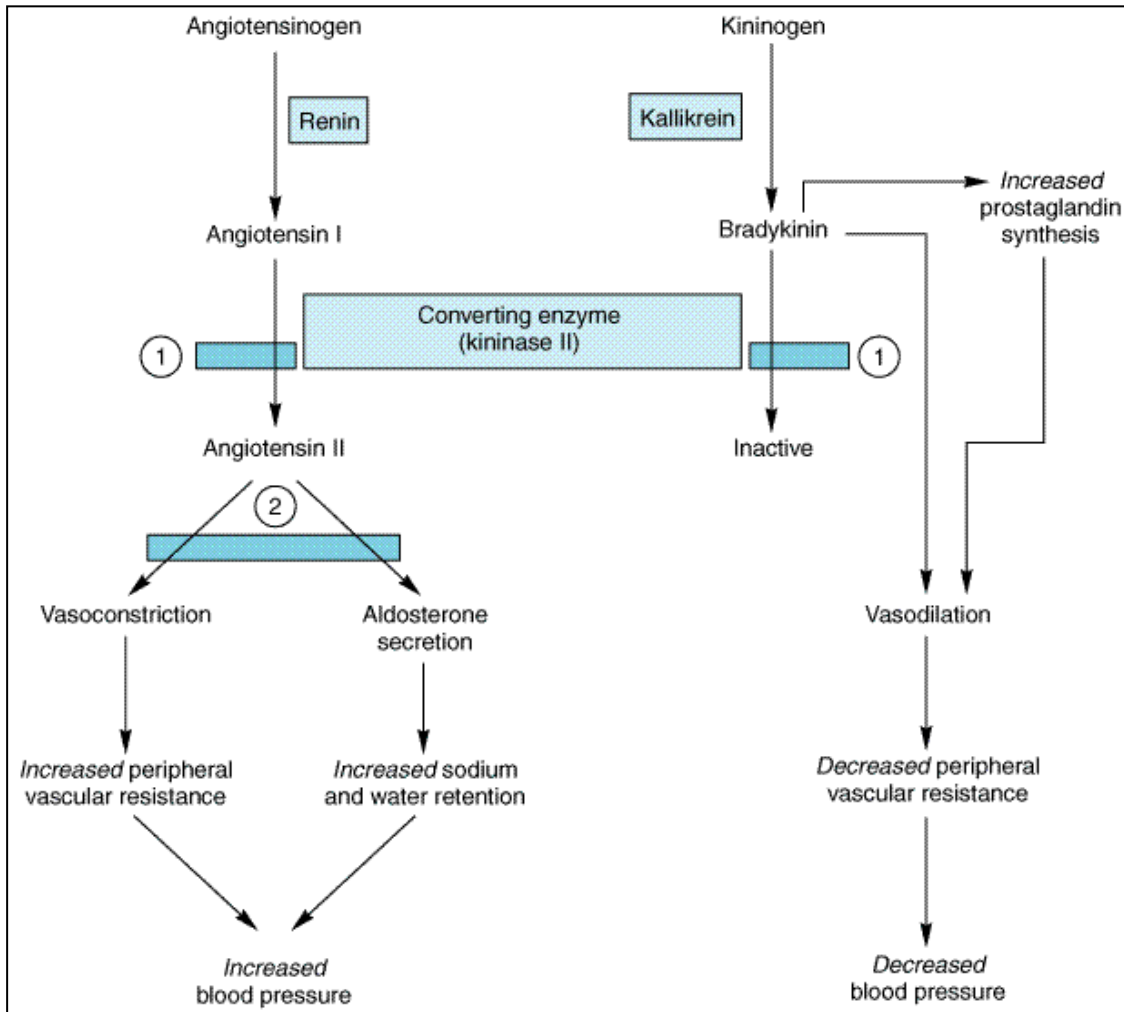 Angiotensinogen
Kininogen
Renin
Kallikrein
Increased
prostaglandin
synthesis
Angiotensin I
Bradykinin
Converting enzyme
(kininase II)
1
1
Angiotensin II
Inactive
2
Vasoconstriction
Aldosterone
secretion
Vasodilation
Increased peripheral
vascular resistance
Increased sodium
and water retention
Decreased peripheral
vascular resistance
Increased
blood pressure
Decreased
blood pressure